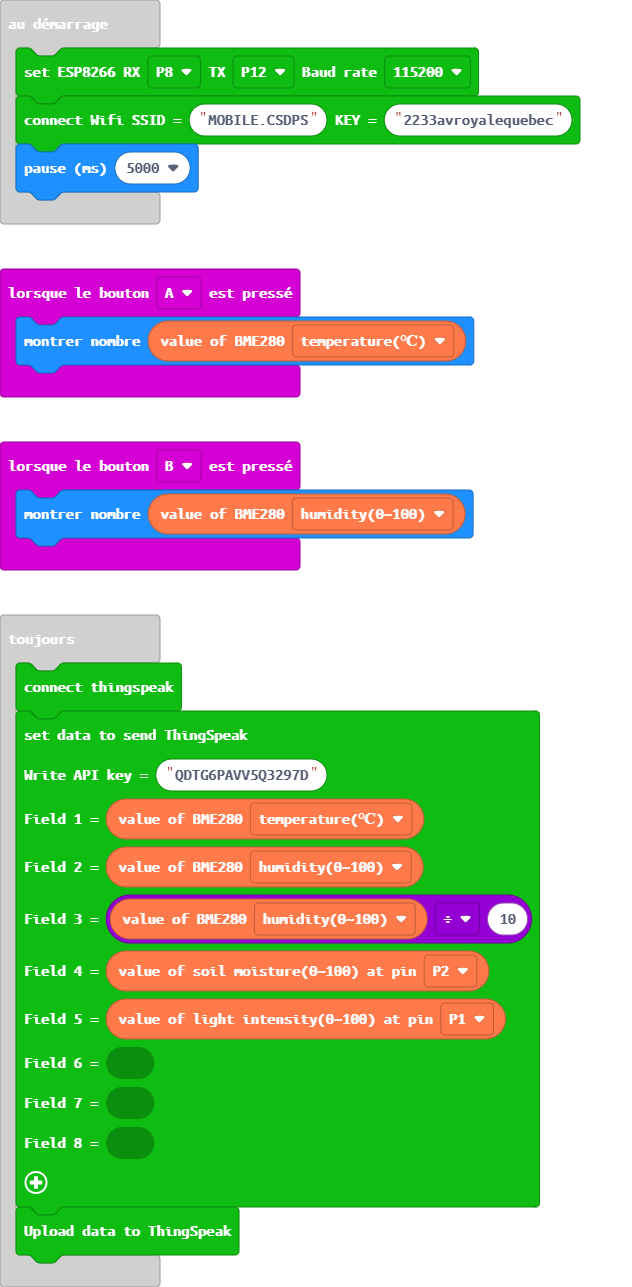 au démarrage
set ESP8266 RX P8 TX P12 Baud rate 115200
connect Wifi SSID = "MOBILE.CSDPS" KEY = "2233avroyalequebec"
pause (ms) 5000
lorsque le bouton A est pressé
montrer nombre value of BME280 temperature(℃)
lorsque le bouton B est pressé
montrer nombre value of BME280 humidity(0~100)
toujours
connect thingspeak
set data to send ThingSpeak
Write API key = "QDTG6PAVV5Q3297D"
Field 1 = value of BME280 temperature(℃)
Field 2 = value of BME280 humidity(0~100)
Field 3 = value of BME280 humidity(0~100) ÷ 10
Field 4 = value of soil moisture(0~100) at pin P2
Field 5 = value of light intensity(0~100) at pin P1
Field 6 =
Field 7 =
Field 8 =
Upload data to ThingSpeak